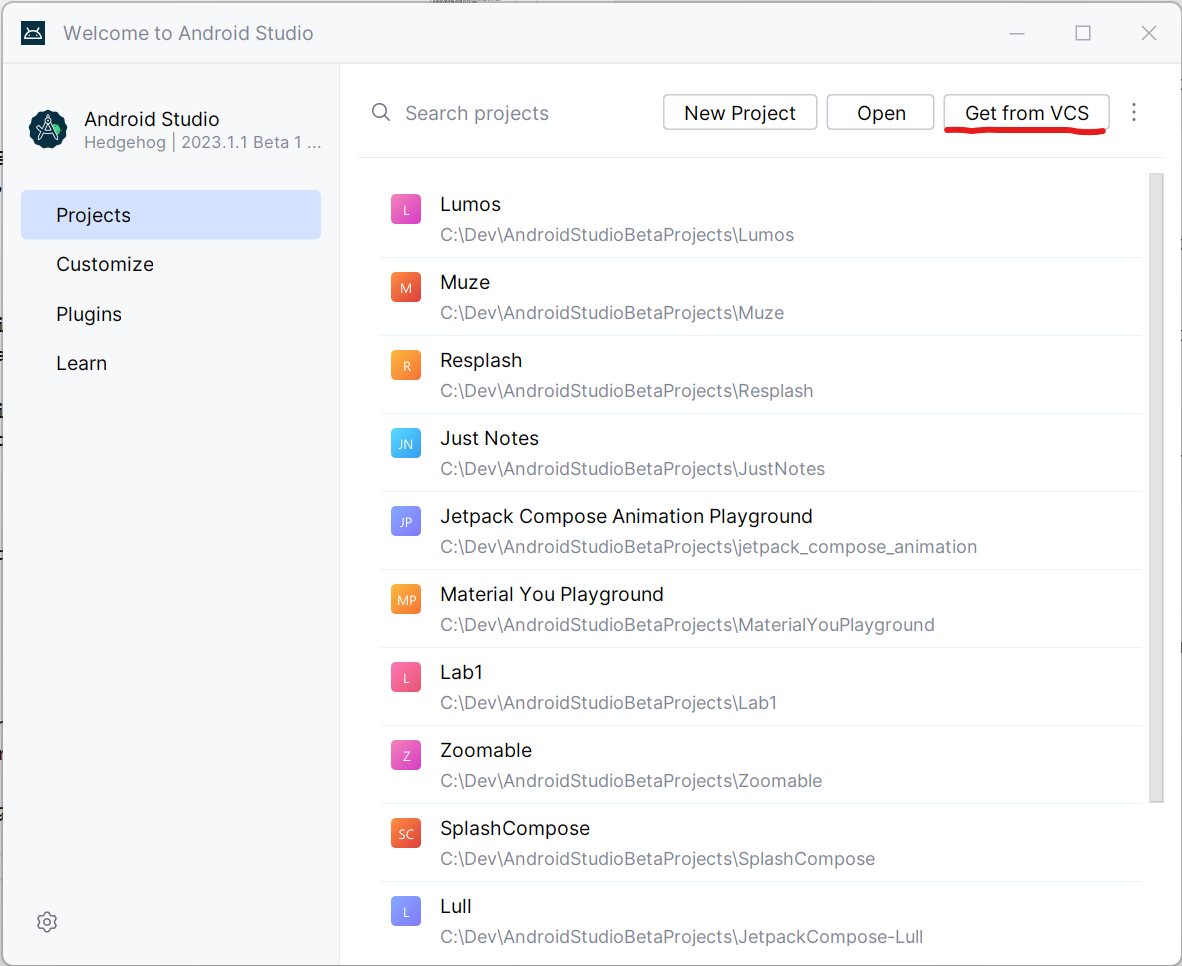 Welcome to Android Studio
Android Studio
Hedgehog | 2023.1.1 Beta 1 ...
Projects
Customize
Plugins
Learn
Search projects
New Project
Open
Get from VCS
L
Lumos
C:\Dev\AndroidStudioBetaProjects\Lumos
M
Muze
C:\Dev\AndroidStudioBetaProjects\Muze
R
Resplash
C:\Dev\AndroidStudioBetaProjects\Resplash
JN
Just Notes
C:\Dev\AndroidStudioBetaProjects\JustNotes
JP
Jetpack Compose Animation Playground
C:\Dev\AndroidStudioBetaProjects\jetpack_compose_animation
MP
Material You Playground
C:\Dev\AndroidStudioBetaProjects\MaterialYouPlayground
L
Lab1
C:\Dev\AndroidStudioBetaProjects\Lab1
Z
Zoomable
C:\Dev\AndroidStudioBetaProjects\Zoomable
SC
SplashCompose
C:\Dev\AndroidStudioBetaProjects\SplashCompose
L
Lull
C:\Dev\AndroidStudioBetaProjects\JetpackCompose-Lull